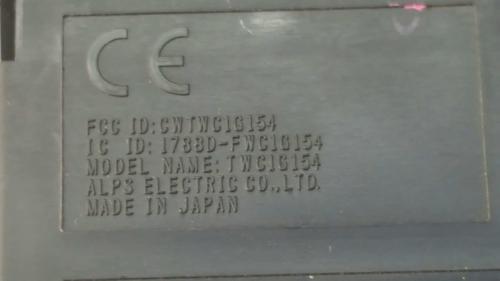 CE
FCC ID:CWTWC1G154
IC ID:1788D-FWC1G154
MODEL NAME:TWC1G154
ALPS ELECTRIC CO.,LTD.
MADE IN JAPAN